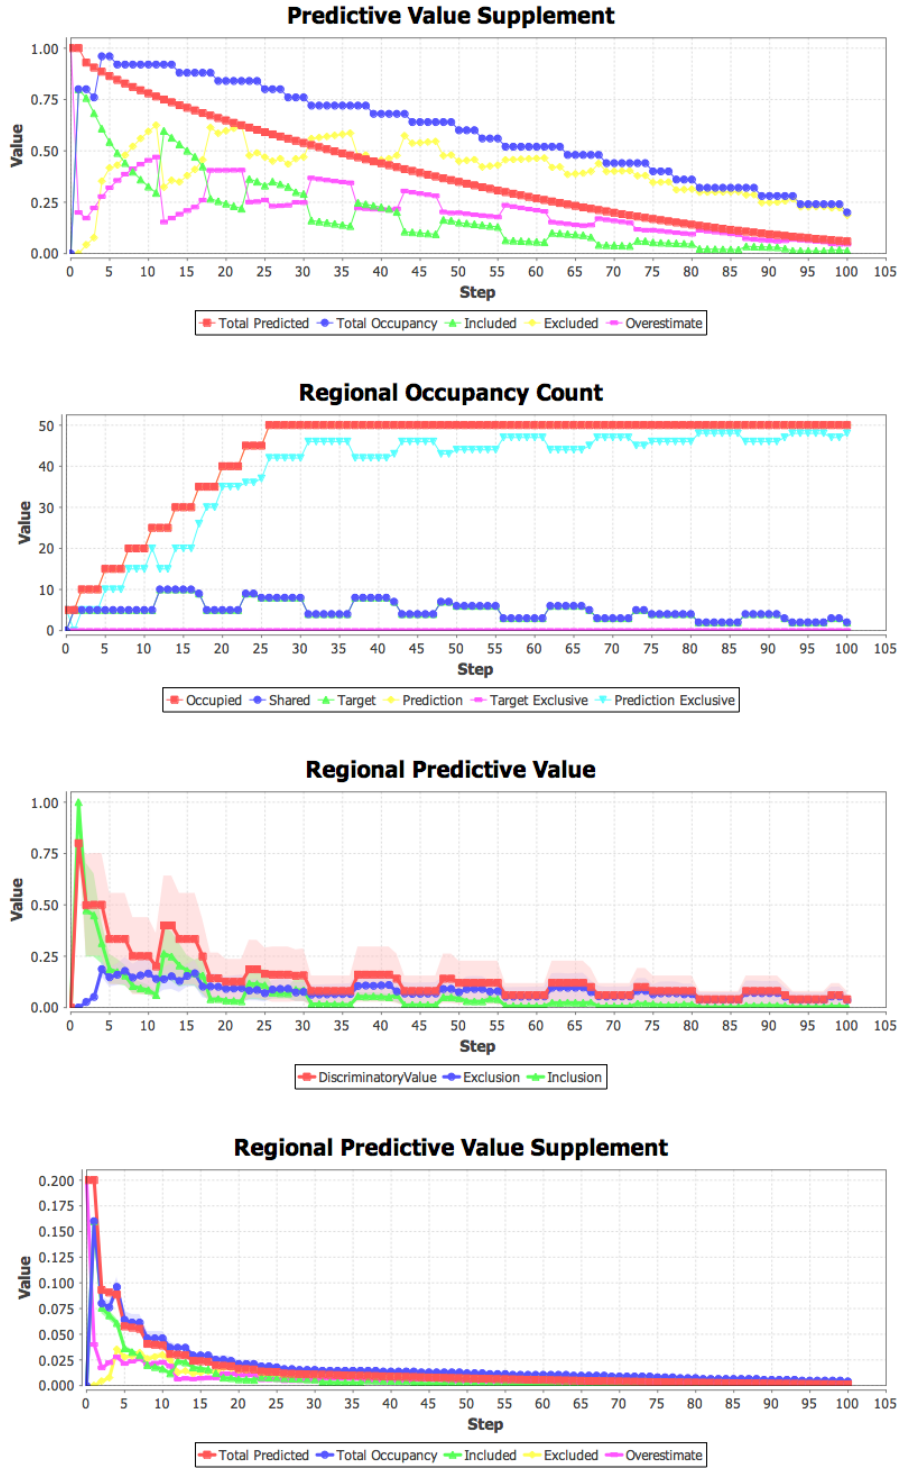 Predictive Value Supplement
1.00
0.75
0.50
0.25
0.00
Value
0 5 10 15 20 25 30 35 40 45 50 55 60 65 70 75 80 85 90 95 100 105
Step
Total Predicted Total Occupancy Included Excluded Overestimate
Regional Occupancy Count
50
40
30
20
10
0
Value
0 5 10 15 20 25 30 35 40 45 50 55 60 65 70 75 80 85 90 95 100 105
Step
Occupied Shared Target Prediction Target Exclusive Prediction Exclusive
Regional Predictive Value
1.00
0.75
0.50
0.25
0.00
Value
0 5 10 15 20 25 30 35 40 45 50 55 60 65 70 75 80 85 90 95 100 105
Step
DiscriminatoryValue Exclusion Inclusion
Regional Predictive Value Supplement
0.200
0.175
0.150
0.125
0.100
0.075
0.050
0.025
0.000
Value
0 5 10 15 20 25 30 35 40 45 50 55 60 65 70 75 80 85 90 95 100 105
Step
Total Predicted Total Occupancy Included Excluded Overestimate